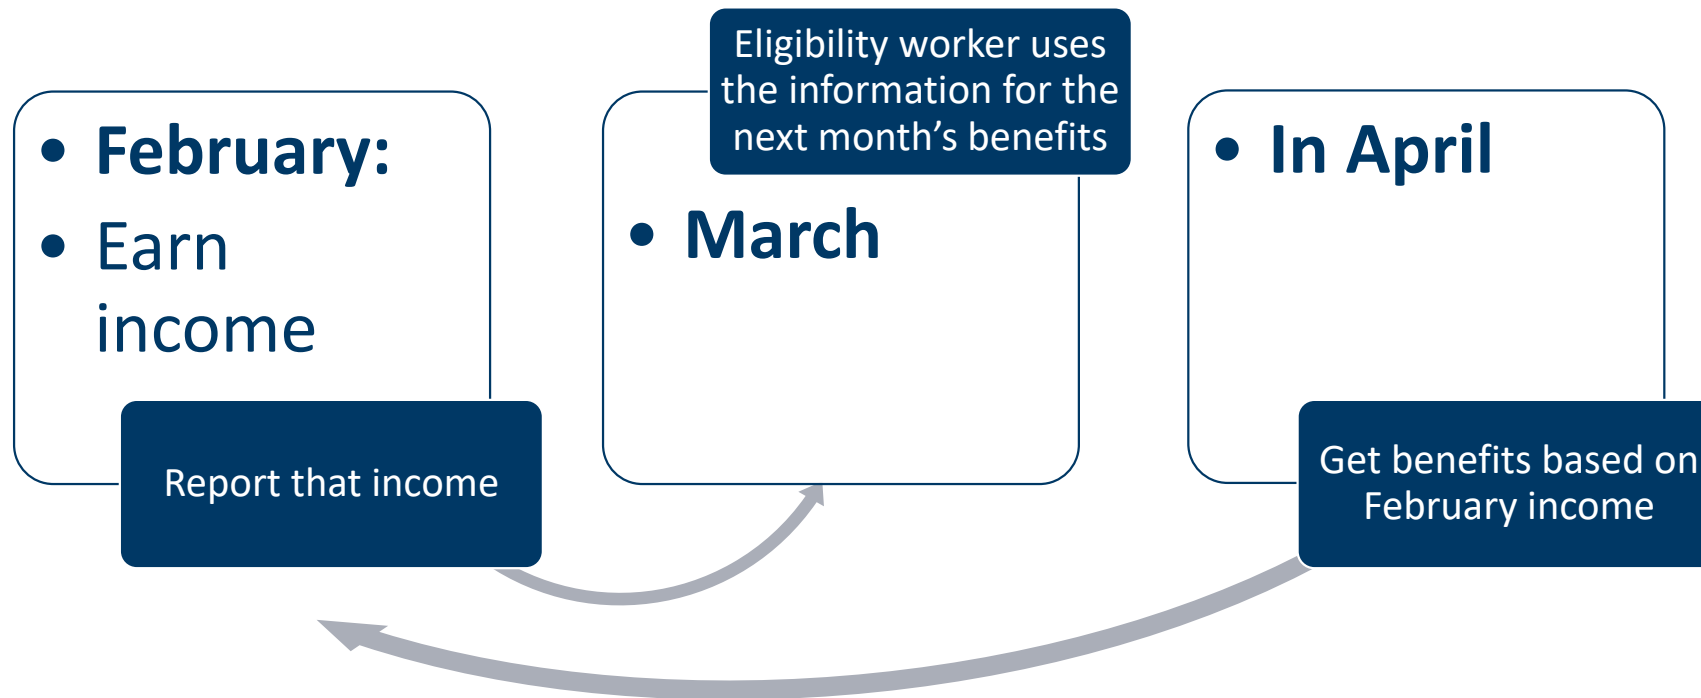 • February:
• Earn
income
Report that income
Eligibility worker uses
the information for the
next month’s benefits
• March
• In April
Get benefits based on
February income